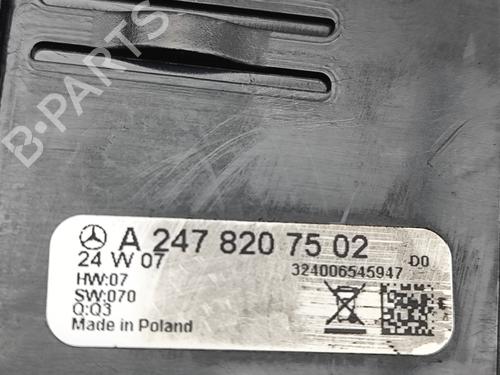 B-PARTS
A 247 820 75 02
24 W 07
D0
324006545947
HW:07
SW:070
Q:Q3
Made in Poland